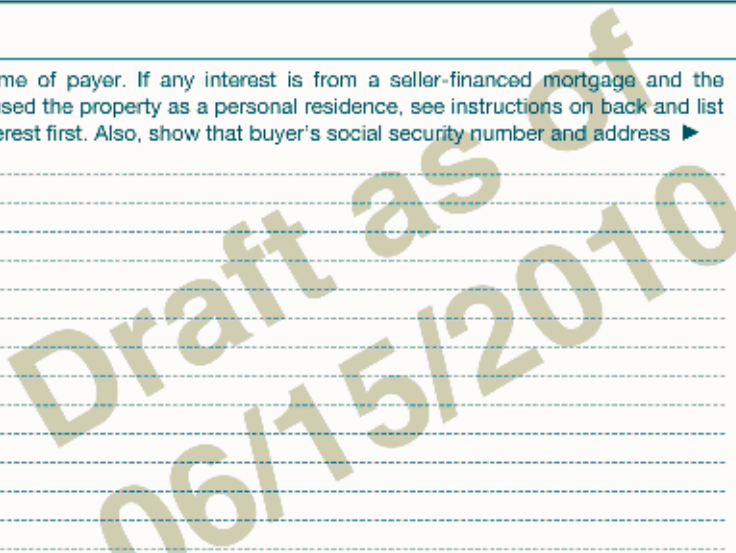 me of payer. If any interest is from a seller-financed mortgage and the
used the property as a personal residence, see instructions on back and list
erest first. Also, show that buyer's social security number and address ►
Draft as of
06/15/2010